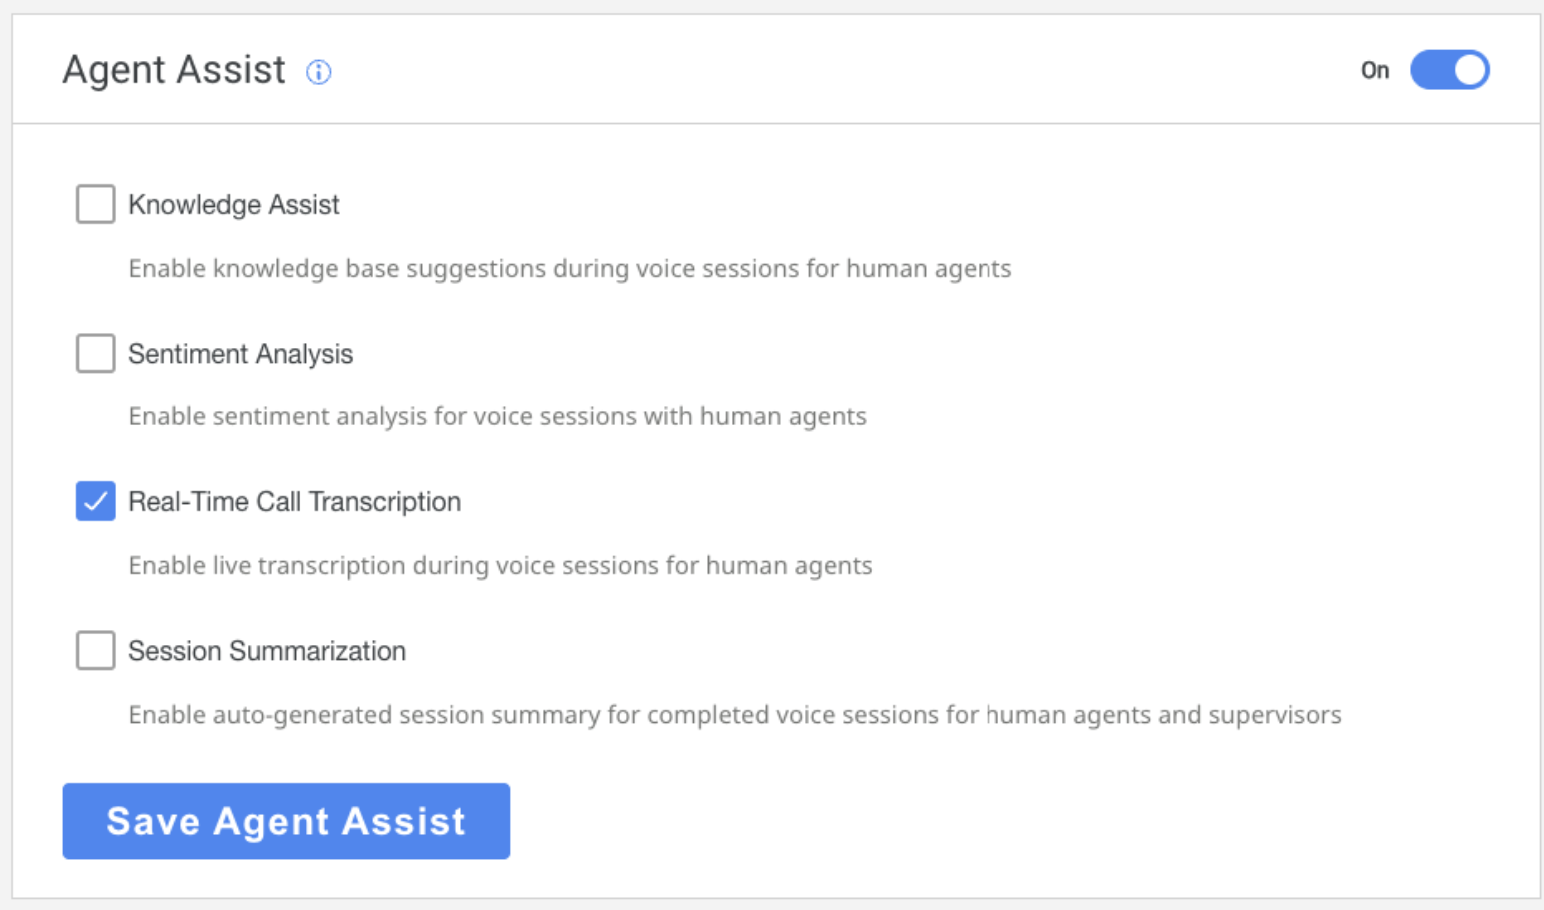 Agent Assist
On
Knowledge Assist
Enable knowledge base suggestions during voice sessions for human agents
Sentiment Analysis
Enable sentiment analysis for voice sessions with human agents
Real-Time Call Transcription
Enable live transcription during voice sessions for human agents
Session Summarization
Enable auto-generated session summary for completed voice sessions for human agents and supervisors
Save Agent Assist